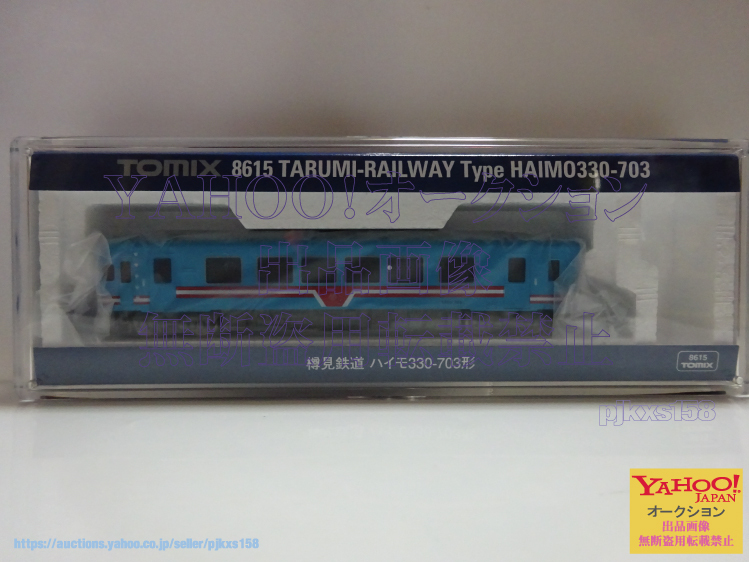 TOMIX 8615 TARUMI-RAILWAY Type HAIMO330-703
YAHOO!オークション
出品画像
無断盗用転載禁止
樽見鉄道 ハイモ330-703形
8615
TOMIX
pjkxs158
YAHOO!
JAPAN
オークション
出品画像
無断盗用転載禁止
https://auctions.yahoo.co.jp/seller/pjkxs158